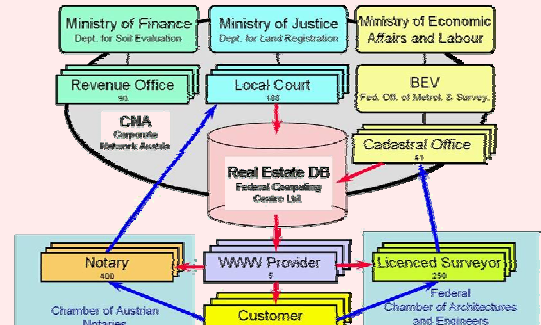 Ministry of Finance
Dept. for Soil Evaluation
Ministry of Justice
Dept. for Land Registration
Ministry of Economic
Affairs and Labour
Revenue Office
Local Court
BEV
Fed. Off. of Metrol. & Survey.
CNA
Corporate
Network Austria
Cadastral Office
Real Estate DB
Federal Computing
Centre Ltd.
Notary
400
WWW Provider
5
Licenced Surveyor
250
Chamber of Austrian
Notaries
Customer
Federal
Chamber of Architectures
and Engineers